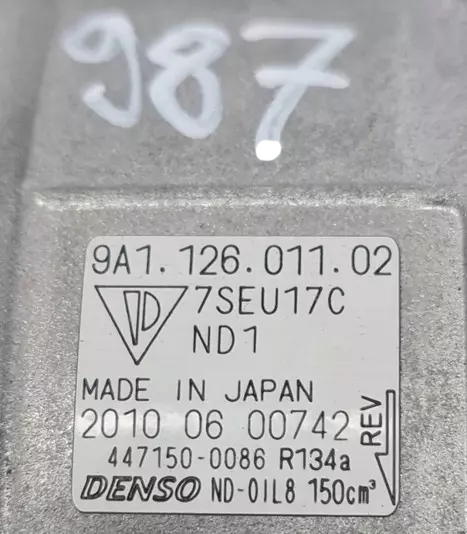 987
9A1.126.011.02
7SEU17C
ND1
MADE IN JAPAN
2010 06 00742
REV
447150-0086 R134a
DENSO ND-OIL8 150cm³